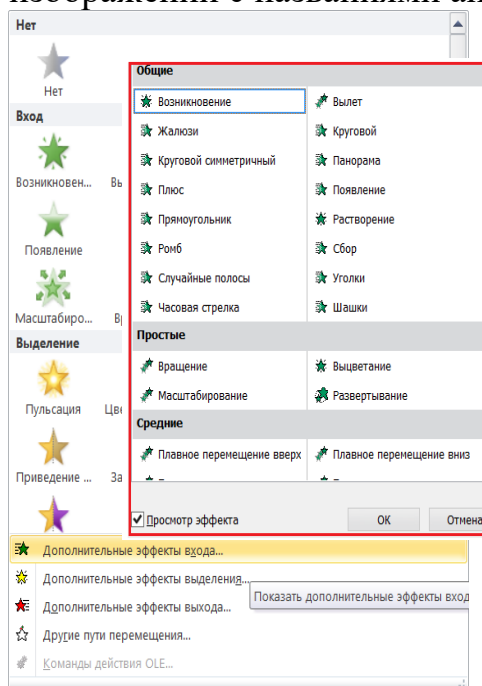 изображений с названиями
Нет
Нет
Вход
Возникновен...
Появление
Масштабиро...
Выделение
Пульсация
Приведение ...
Общие
Возникновение Вылет
Жалюзи Круговой
Круговой симметричный Панорама
Плюс Появление
Прямоугольник Растворение
Ромб Сбор
Случайные полосы Уголки
Часовая стрелка Шашки
Простые
Вращение Выцветание
Масштабирование Развертывание
Средние
Плавное перемещение вверх Плавное перемещение вниз
Просмотр эффекта ОК Отмена
Дополнительные эффекты входа...
Дополнительные эффекты выделения...
Показать дополнительные эффекты вход
Дополнительные эффекты выхода...
Другие пути перемещения...
Команды действия OLE...